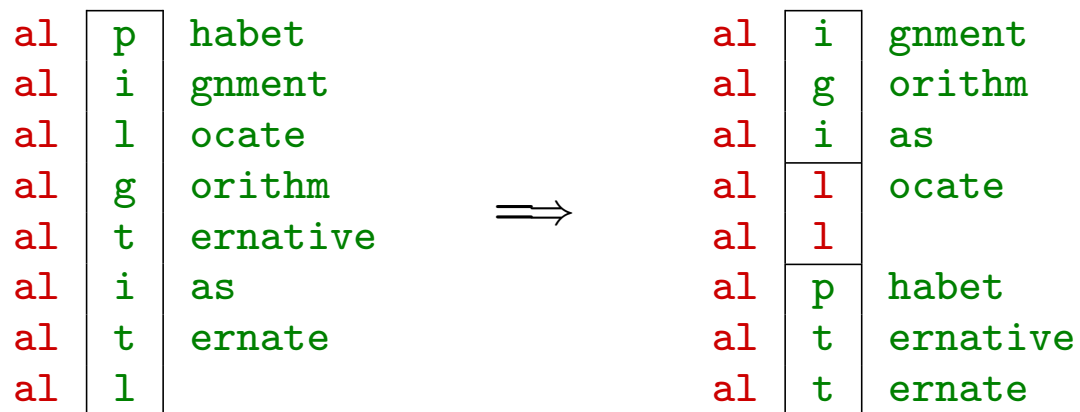 al p habet al i gnment
al i gnment al g orithm
al l ocate al i as
al g orithm al l ocate
al t ernative ⟹ al l
al i as al p habet
al t ernate al t ernative
al l al t ernate